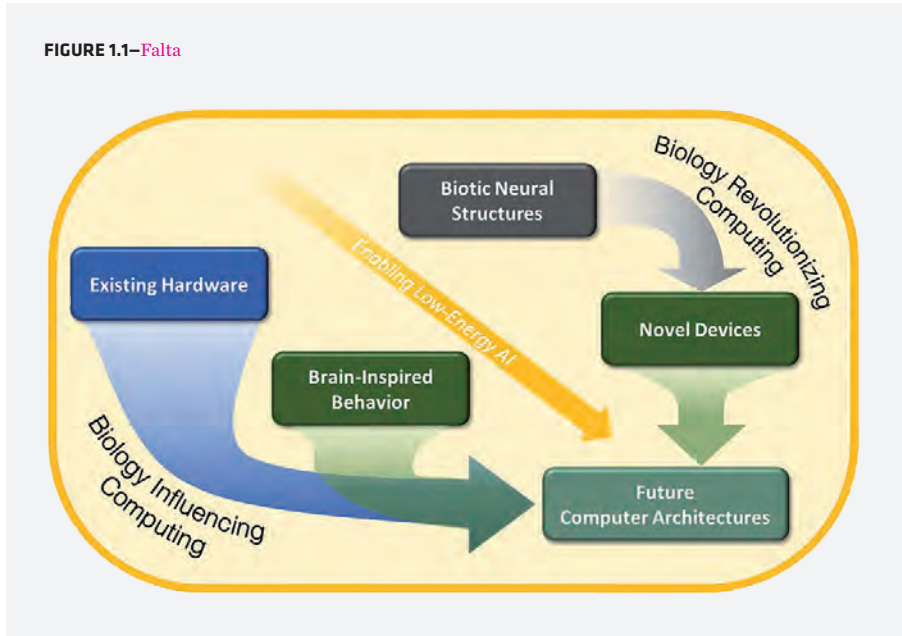 FIGURE 1.1–Falta
Biology Revolutionizing
Computing
Biotic Neural
Structures
Enabling Low-Energy AI
Existing Hardware
Novel Devices
Brain-Inspired
Behavior
Biology Influencing
Computing
Future
Computer Architectures